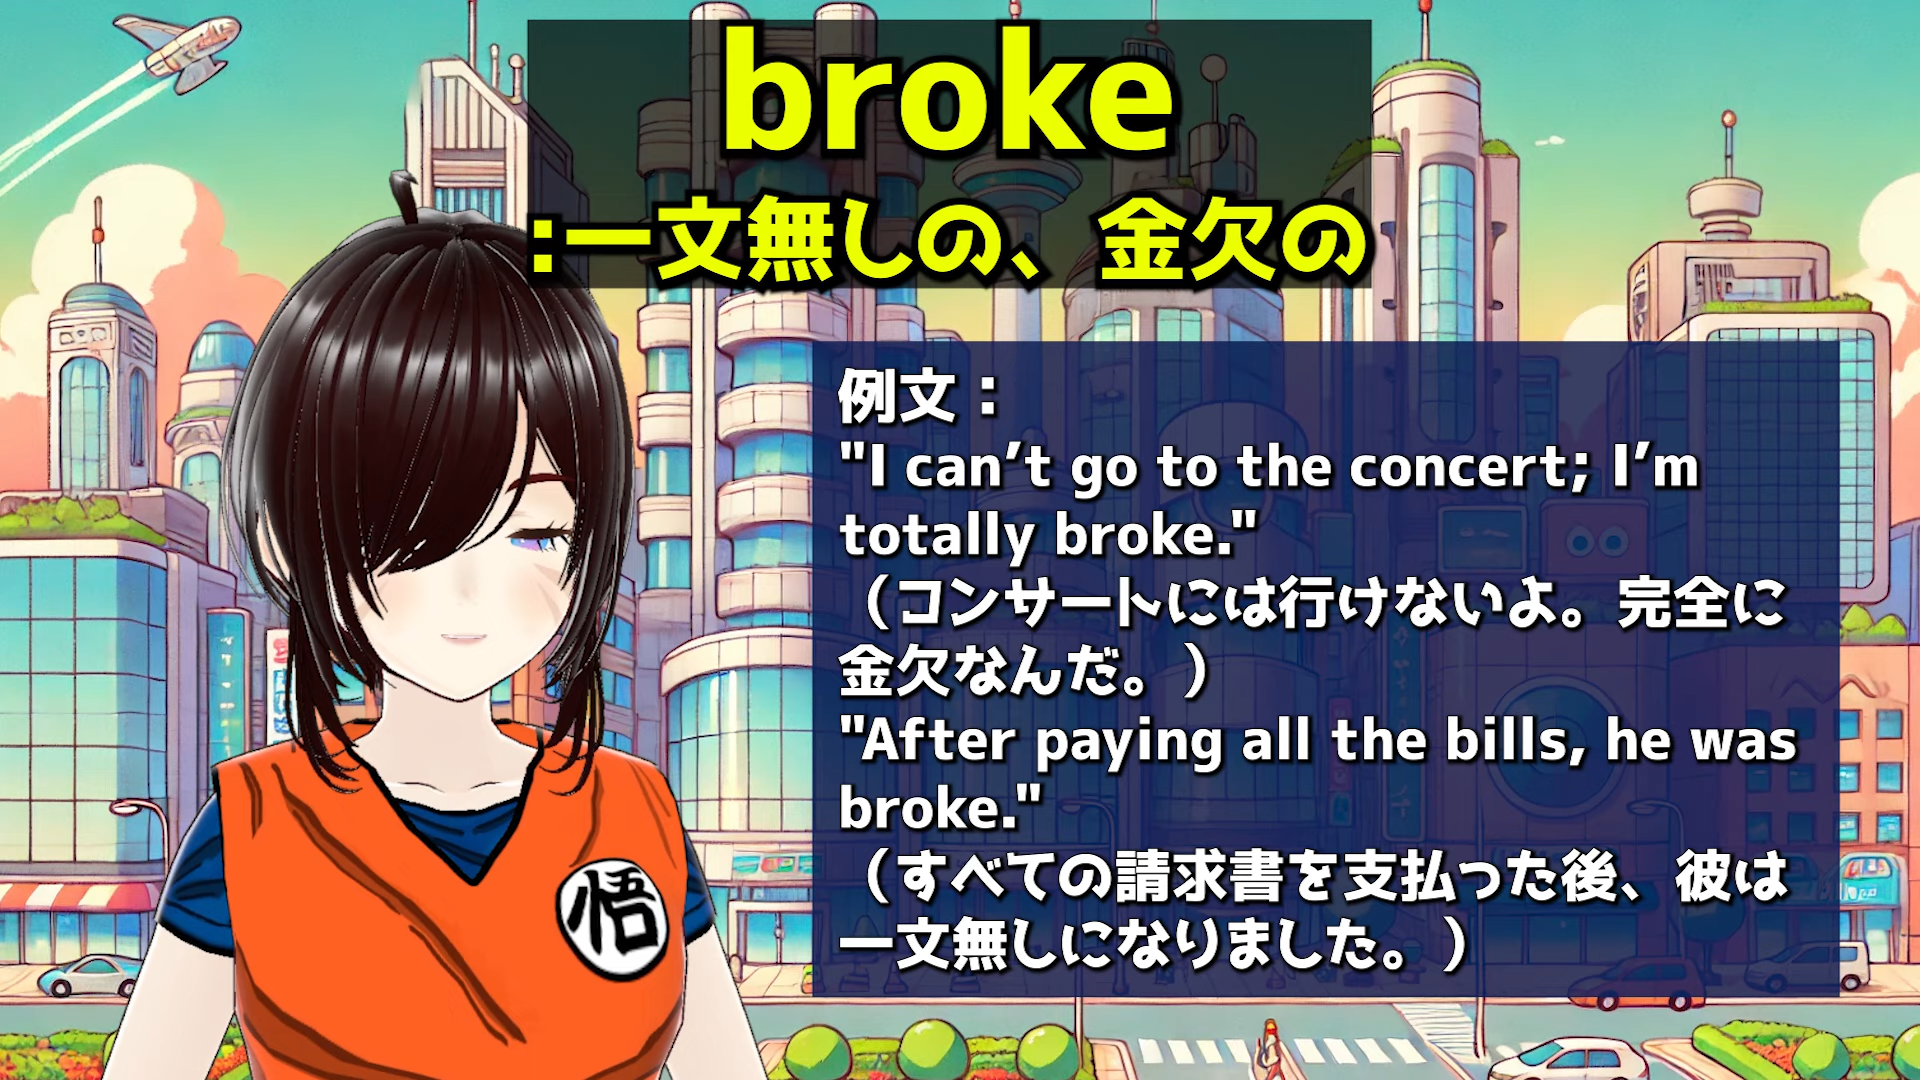 broke
:一文無しの、金欠の
例文：
"I can’t go to the concert; I’m
totally broke."
（コンサートには行けないよ。完全に
金欠なんだ。）
"After paying all the bills, he was
broke."
（すべての請求書を支払った後、彼は
一文無しになりました。）
悟